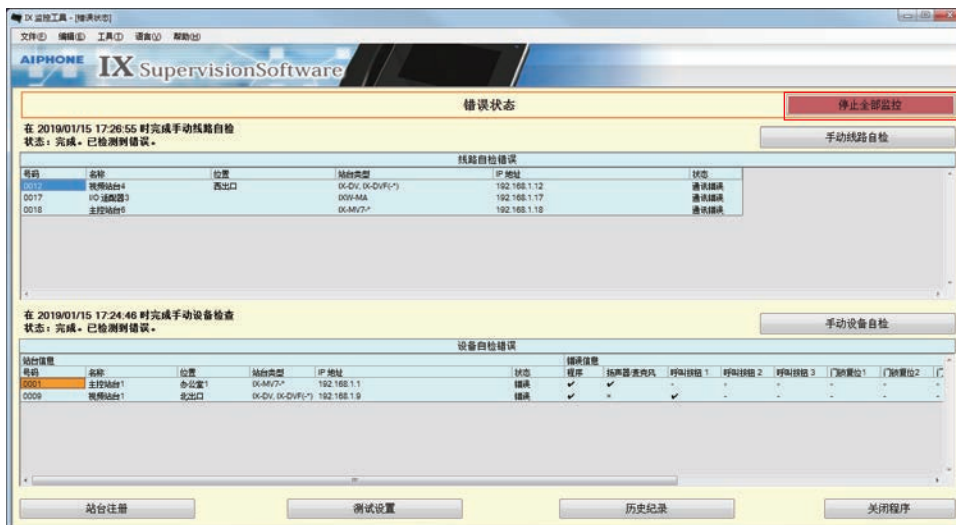 IX 监控工具 - [错误状态]
文件(F) 编辑(E) 工具(T) 语言(V) 帮助(H)
AIPHONE IX SupervisionSoftware
错误状态 停止全部监控
在 2019/01/15 17:26:55 时完成手动线路自检
状态：完成。已检测到错误。
手动线路自检
线路自检错误
号码 名称 位置 站台类型 IP 地址 状态
0012 视频站台4 西出口 IX-DV, IX-DVF(-*) 192.168.1.12 通讯错误
0017 I/O 适配器3 IXW-MA 192.168.1.17 通讯错误
0018 主控站台6 IX-MV7-* 192.168.1.18 通讯错误
在 2019/01/15 17:24:46 时完成手动设备检查
状态：完成。已检测到错误。
手动设备自检
设备自检错误
站台信息 错误信息
号码 名称 位置 站台类型 IP 地址 状态 程序 扬声器/麦克风 呼叫按钮 1 呼叫按钮 2 呼叫按钮 3 门锁复位1 门锁复位2
0001 主控站台1 办公室1 IX-MV7-* 192.168.1.1 错误 ✔ ✔ - - - - -
0009 视频站台1 北出口 IX-DV, IX-DVF(-*) 192.168.1.9 错误 ✔ × ✔ - - - -
站台注册 测试设置 历史纪录 关闭程序